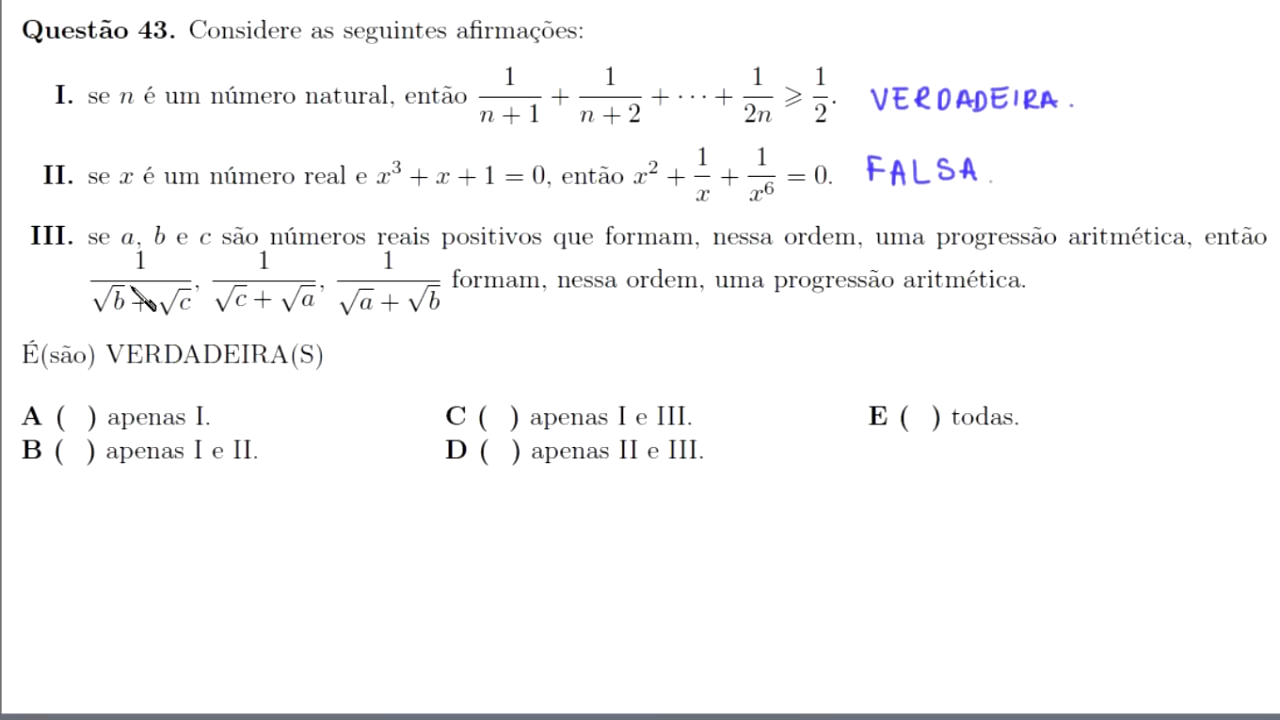 Questão 43. Considere as seguintes afirmações:
I. se n é um número natural, então 1/(n + 1) + 1/(n + 2) + ··· + 1/(2n) ⩾ 1/2. VERDADEIRA.
II. se x é um número real e x³ + x + 1 = 0, então x² + 1/x + 1/x⁶ = 0. FALSA.
III. se a, b e c são números reais positivos que formam, nessa ordem, uma progressão aritmética, então
1/(√b + √c), 1/(√c + √a), 1/(√a + √b) formam, nessa ordem, uma progressão aritmética.
É(são) VERDADEIRA(S)
A ( ) apenas I. C ( ) apenas I e III. E ( ) todas.
B ( ) apenas I e II. D ( ) apenas II e III.